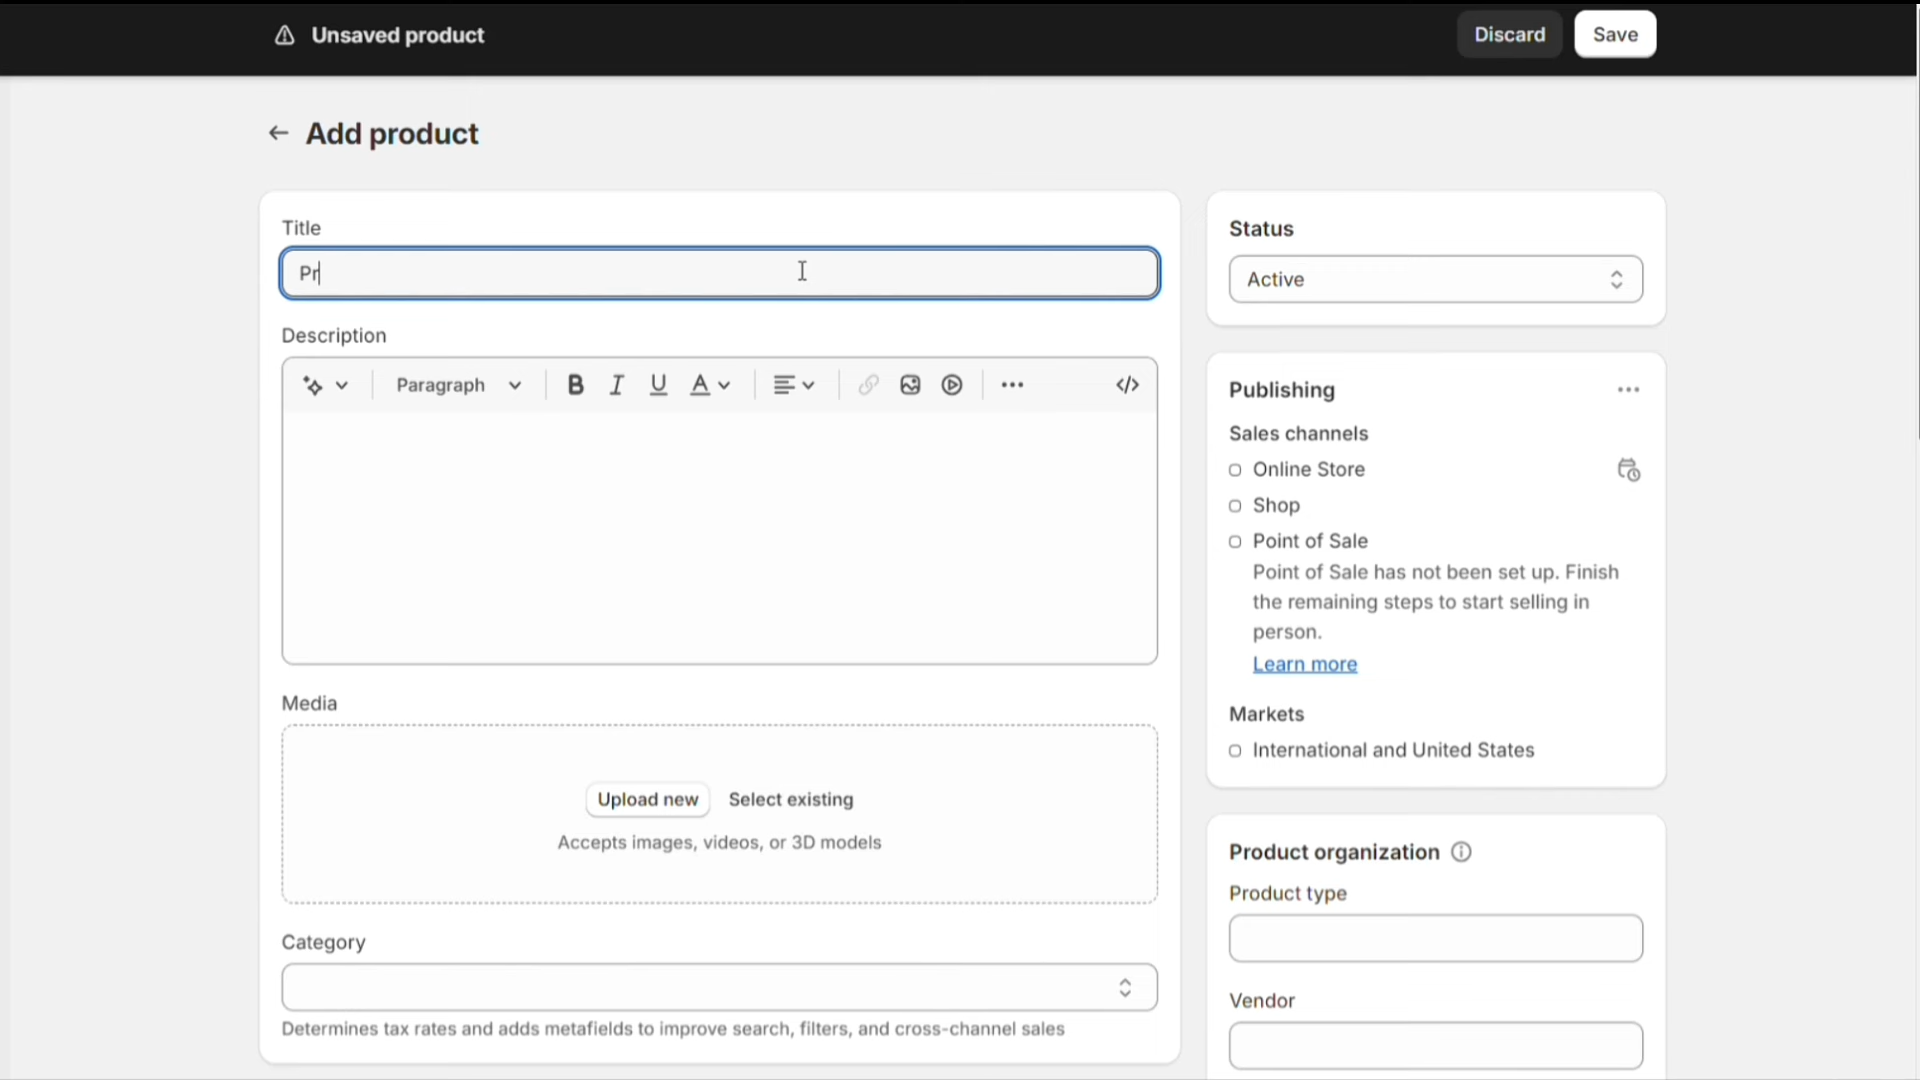 Unsaved product
Discard
Save
Add product
Title
Pr
Description
Paragraph
B I U A
</>
Media
Upload new
Select existing
Accepts images, videos, or 3D models
Category
Determines tax rates and adds metafields to improve search, filters, and cross-channel sales
Status
Active
Publishing
Sales channels
Online Store
Shop
Point of Sale
Point of Sale has not been set up. Finish
the remaining steps to start selling in
person.
Learn more
Markets
International and United States
Product organization
Product type
Vendor